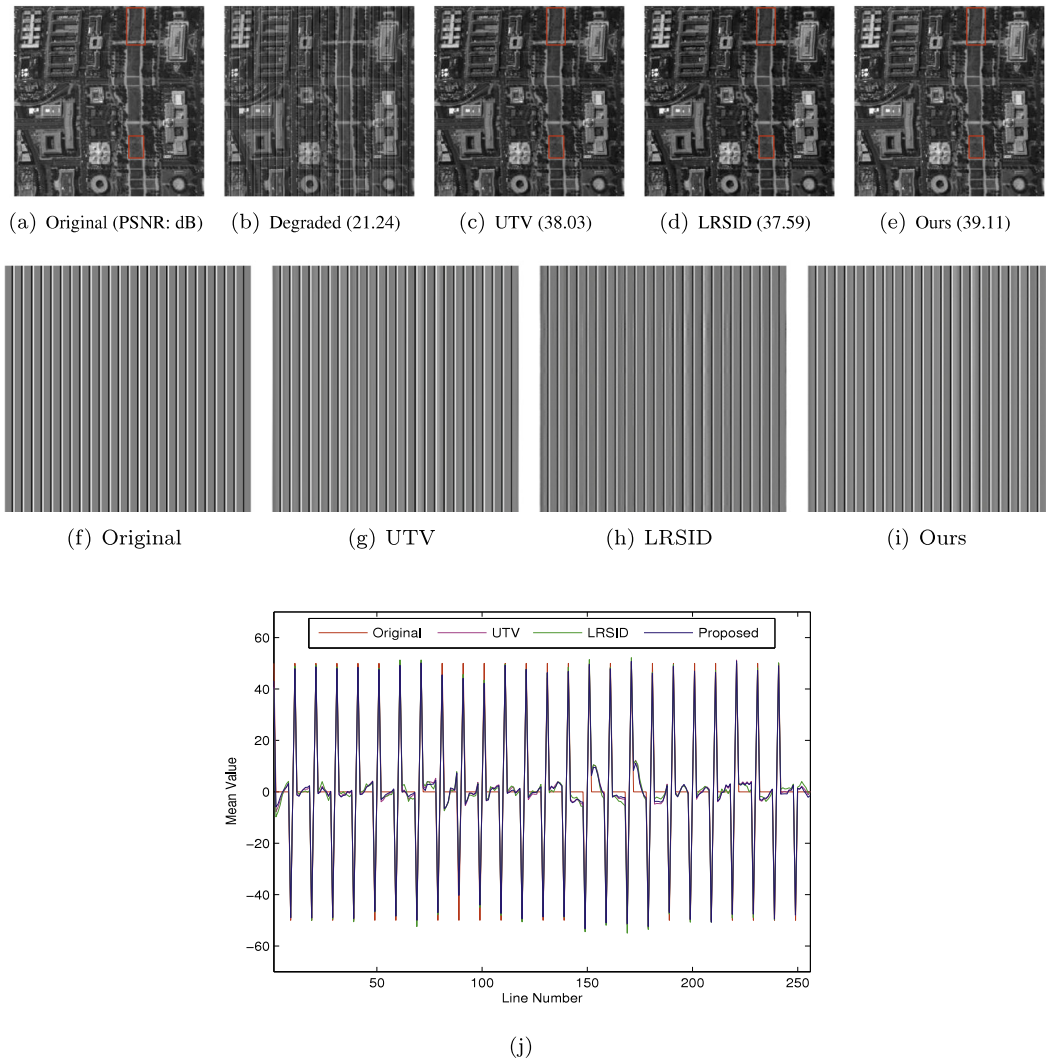 (a) Original (PSNR: dB)
(b) Degraded (21.24)
(c) UTV (38.03)
(d) LRSID (37.59)
(e) Ours (39.11)
(f) Original
(g) UTV
(h) LRSID
(i) Ours
Original
UTV
LRSID
Proposed
Mean Value
60
40
20
0
−20
−40
−60
50
100
150
200
250
Line Number
(j)